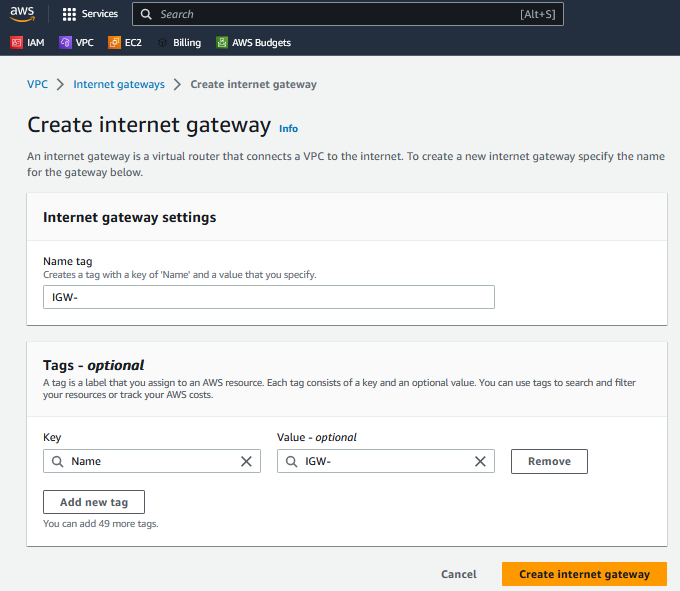 aws
Services
Search
[Alt+S]
IAM
VPC
EC2
Billing
AWS Budgets
VPC > Internet gateways > Create internet gateway
Create internet gateway Info
An internet gateway is a virtual router that connects a VPC to the internet. To create a new internet gateway specify the name
for the gateway below.
Internet gateway settings
Name tag
Creates a tag with a key of 'Name' and a value that you specify.
IGW-
Tags - optional
A tag is a label that you assign to an AWS resource. Each tag consists of a key and an optional value. You can use tags to search and filter
your resources or track your AWS costs.
Key
Value - optional
Name
IGW-
Remove
Add new tag
You can add 49 more tags.
Cancel
Create internet gateway